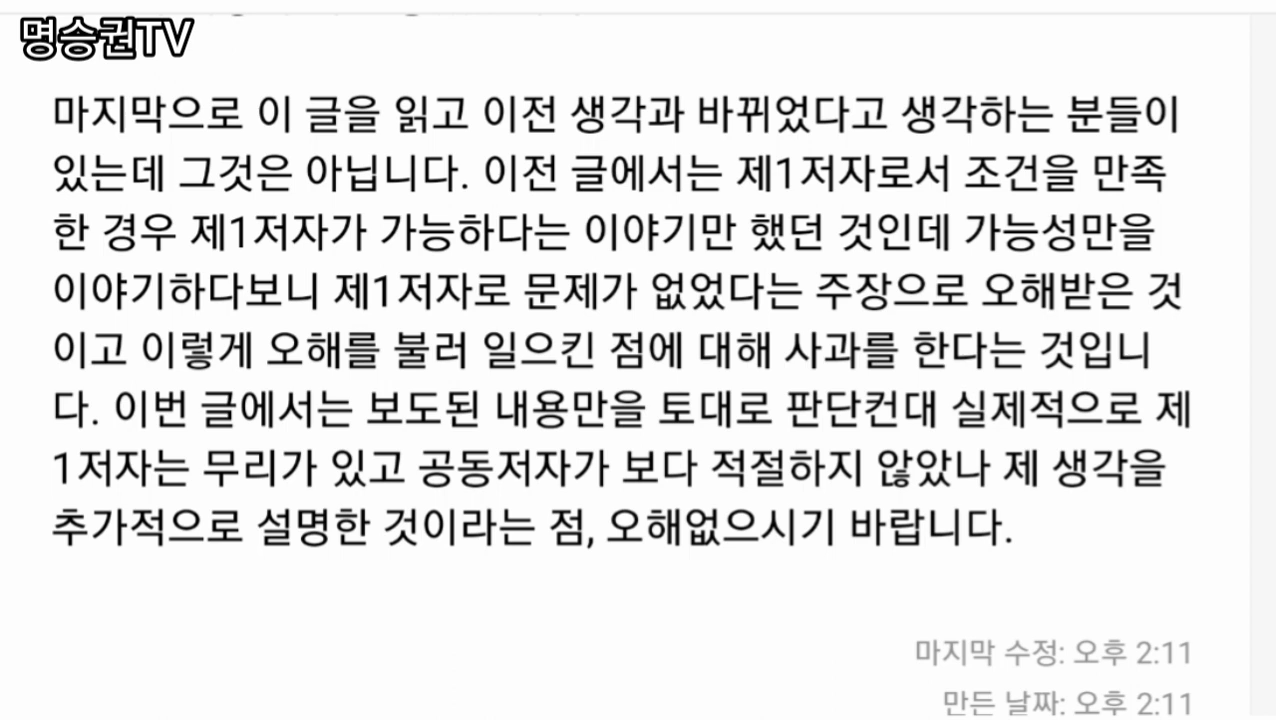 명승권TV
마지막으로 이 글을 읽고 이전 생각과 바뀌었다고 생각하는 분들이
있는데 그것은 아닙니다. 이전 글에서는 제1저자로서 조건을 만족
한 경우 제1저자가 가능하다는 이야기만 했던 것인데 가능성만을
이야기하다보니 제1저자로 문제가 없었다는 주장으로 오해받은 것
이고 이렇게 오해를 불러 일으킨 점에 대해 사과를 한다는 것입니
다. 이번 글에서는 보도된 내용만을 토대로 판단컨대 실제적으로 제
1저자는 무리가 있고 공동저자가 보다 적절하지 않았나 제 생각을
추가적으로 설명한 것이라는 점, 오해없으시기 바랍니다.
마지막 수정: 오후 2:11
만든 날짜: 오후 2:11